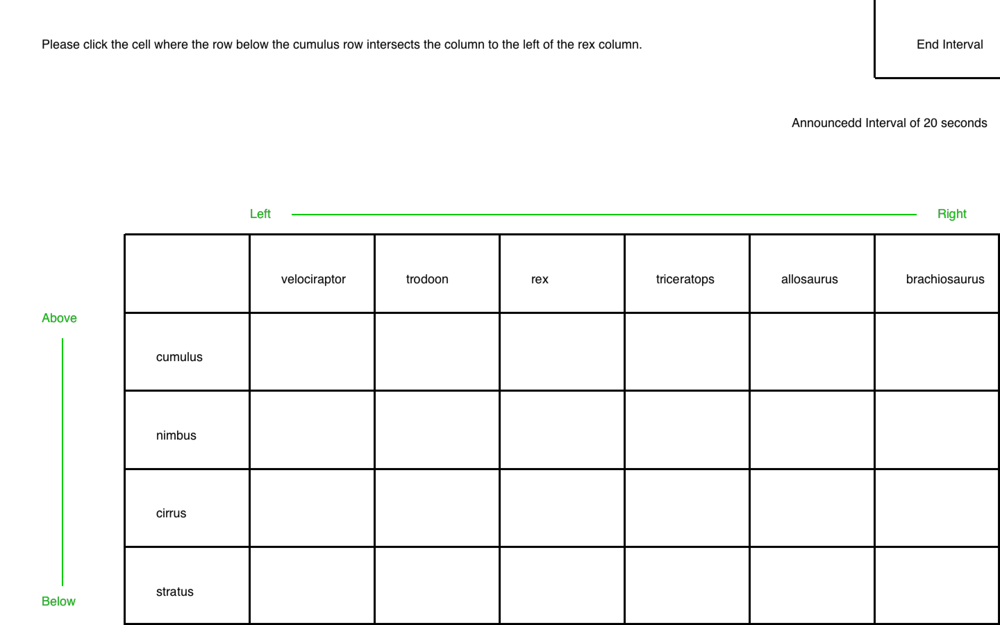 Please click the cell where the row below the cumulus row intersects the column to the left of the rex column.
End Interval
Announcedd Interval of 20 seconds
Left
Right
velociraptor
trodoon
rex
triceratops
allosaurus
brachiosaurus
Above
cumulus
nimbus
cirrus
stratus
Below